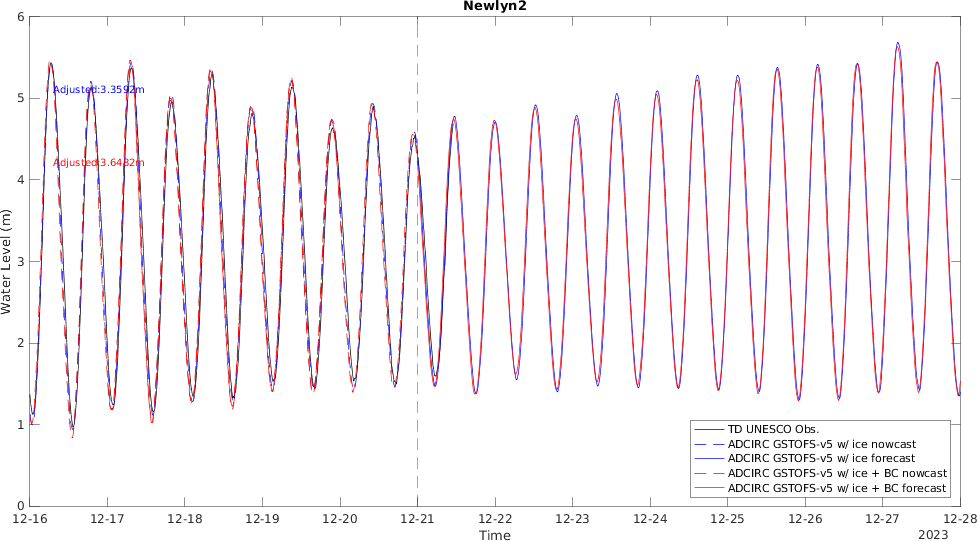 Newlyn2
6
5
4
3
2
1
0
Water Level (m)
Adjusted:3.3592m
Adjusted:3.6432m
TD UNESCO Obs.
ADCIRC GSTOFS-v5 w/ ice nowcast
ADCIRC GSTOFS-v5 w/ ice forecast
ADCIRC GSTOFS-v5 w/ ice + BC nowcast
ADCIRC GSTOFS-v5 w/ ice + BC forecast
12-16 12-17 12-18 12-19 12-20 12-21 12-22 12-23 12-24 12-25 12-26 12-27 12-28
Time
2023